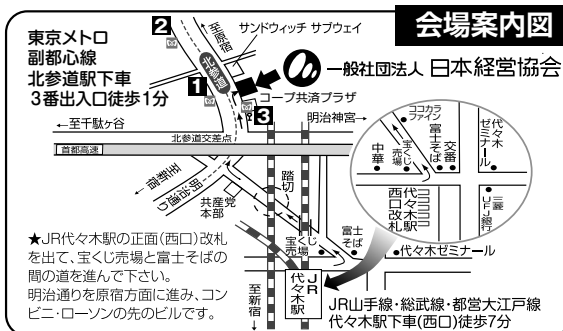 会場案内図
東京メトロ
副都心線
北参道駅下車
3番出入口徒歩1分
2
至原宿
サンドウィッチ サブウェイ
北参道
1
一般社団法人 日本経営協会
コープ共済プラザ
3
←至千駄ヶ谷
明治神宮→
北参道交差点
首都高速
至新宿
明治通り
共産党
本部
踏切
宝くじ
売場
富士
そば
代々木ゼミナール
JR
代々木駅
至新宿
ココカラ
ファイン
代々木
ゼミナール
中華
宝くじ
売場
富士そば
交番
代々木駅
西口改札
三菱
UFJ銀行
★JR代々木駅の正面(西口)改札
を出て、宝くじ売場と富士そばの
間の道を進んで下さい。
明治通りを原宿方面に進み、コン
ビニ・ローソンの先のビルです。
JR山手線・総武線・都営大江戸線
代々木駅下車(西口)徒歩7分